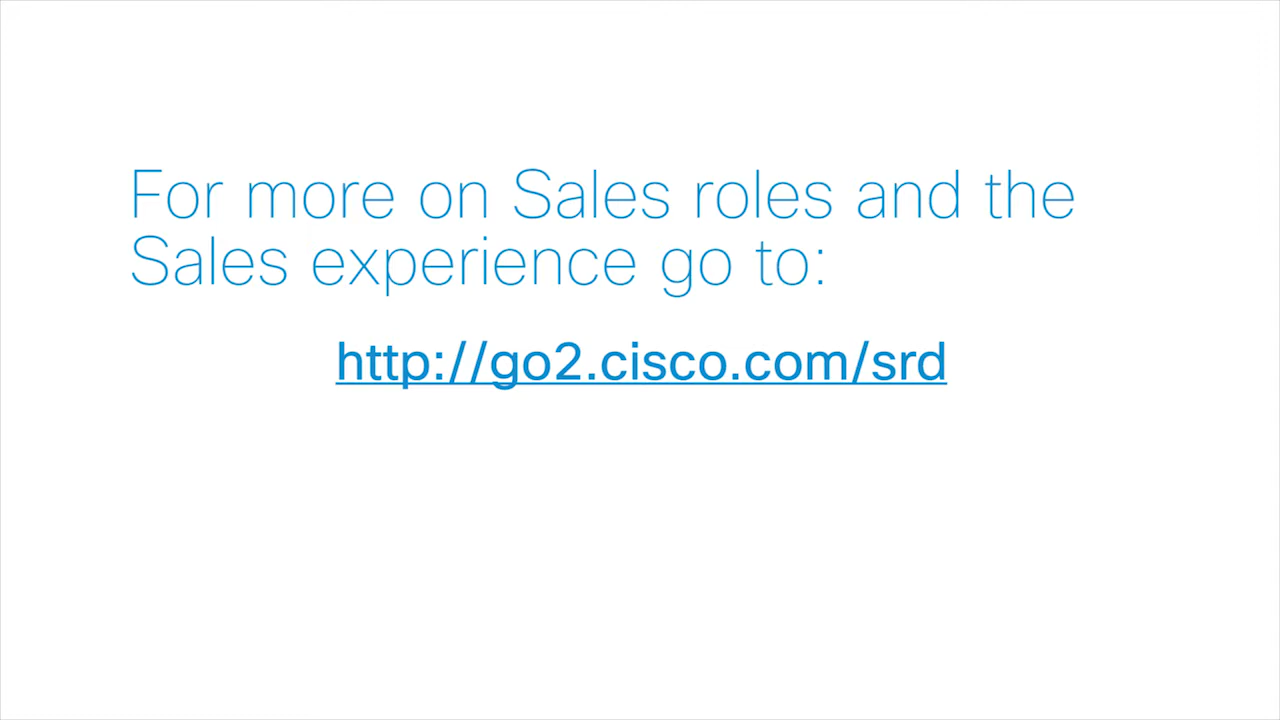 For more on Sales roles and the
Sales experience go to:
http://go2.cisco.com/srd